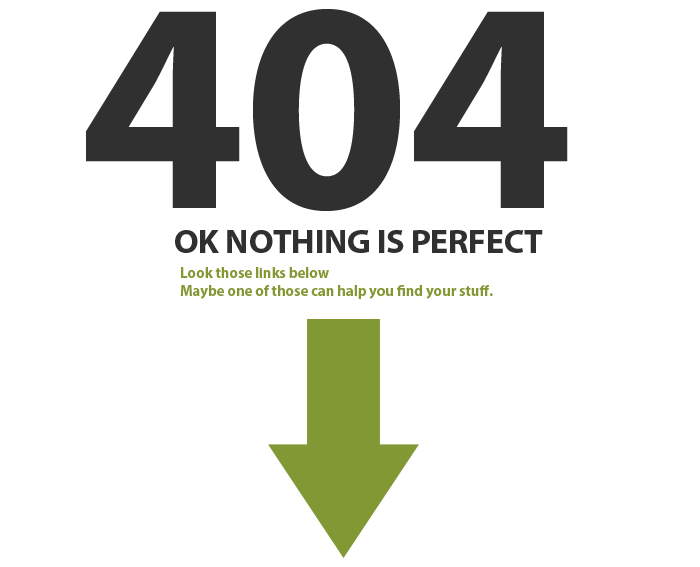 404
OK NOTHING IS PERFECT
Look those links below
Maybe one of those can halp you find your stuff.